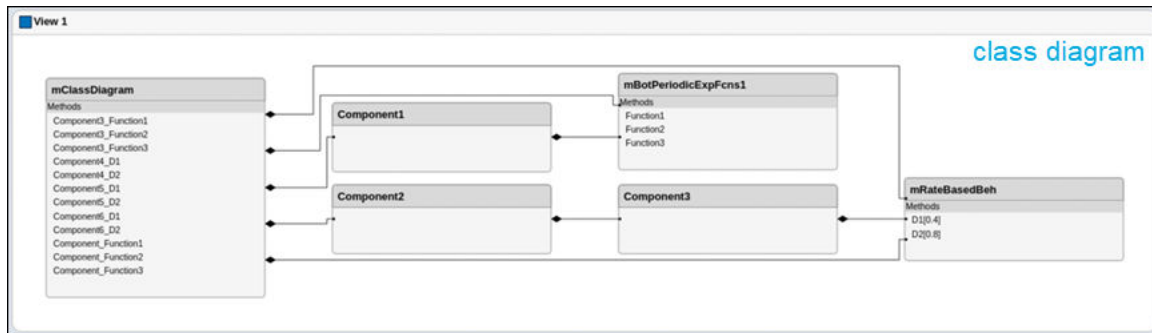 View 1
class diagram
mClassDiagram
Methods
Component3_Function1
Component3_Function2
Component3_Function3
Component4_D1
Component4_D2
Component5_D1
Component5_D2
Component6_D1
Component6_D2
Component_Function1
Component_Function2
Component_Function3
Component1
Component2
mBotPeriodicExpFcns1
Methods
Function1
Function2
Function3
Component3
mRateBasedBeh
Methods
D1[0.4]
D2[0.8]